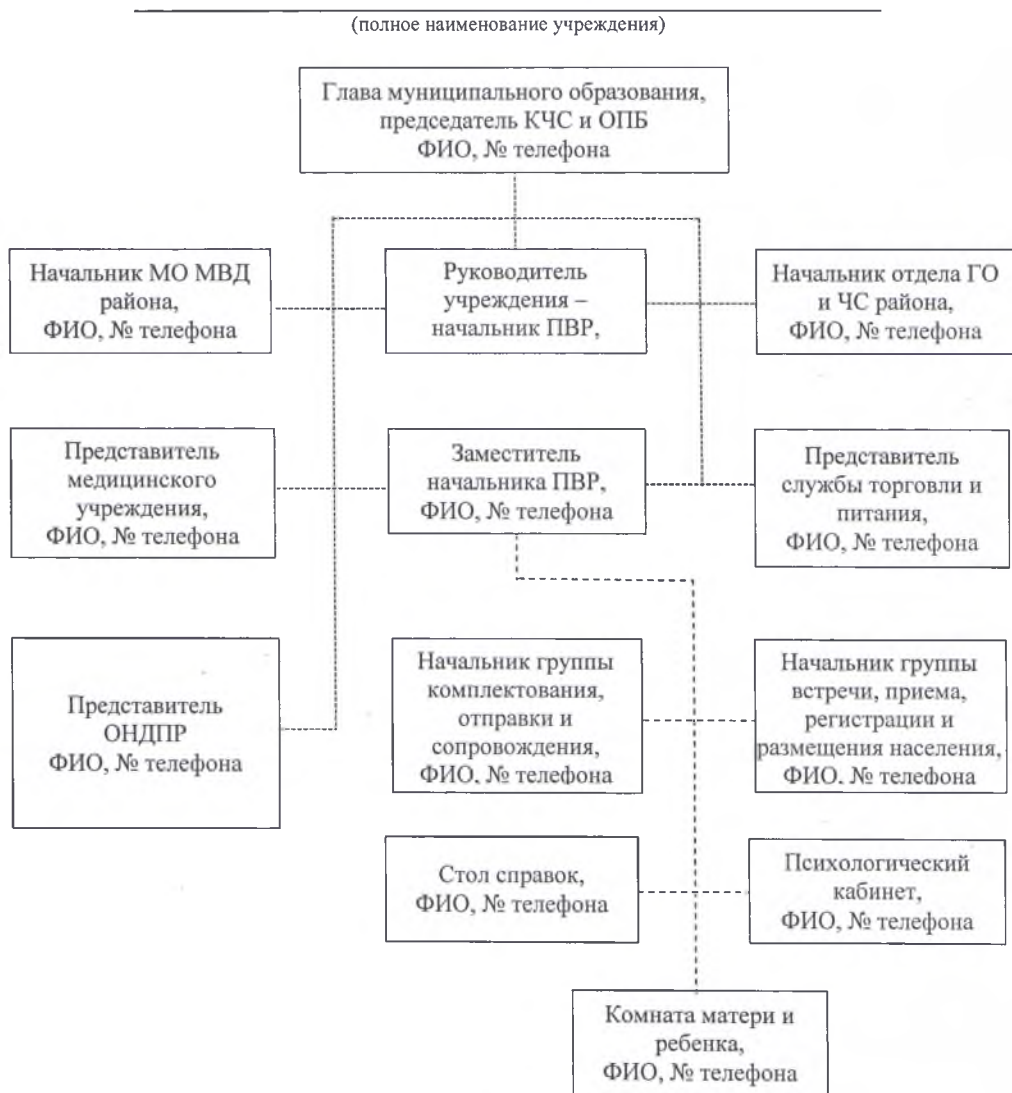 (полное наименование учреждения)
Глава муниципального образования,
председатель КЧС и ОПБ
ФИО, № телефона
Начальник МО МВД
района,
ФИО, № телефона
Руководитель
учреждения –
начальник ПВР,
Начальник отдела ГО
и ЧС района,
ФИО, № телефона
Представитель
медицинского
учреждения,
ФИО, № телефона
Заместитель
начальника ПВР,
ФИО, № телефона
Представитель
службы торговли и
питания,
ФИО, № телефона
Представитель
ОНДПР
ФИО, № телефона
Начальник группы
комплектования,
отправки и
сопровождения,
ФИО, № телефона
Начальник группы
встречи, приема,
регистрации и
размещения населения,
ФИО, № телефона
Стол справок,
ФИО, № телефона
Психологический
кабинет,
ФИО, № телефона
Комната матери и
ребенка,
ФИО, № телефона